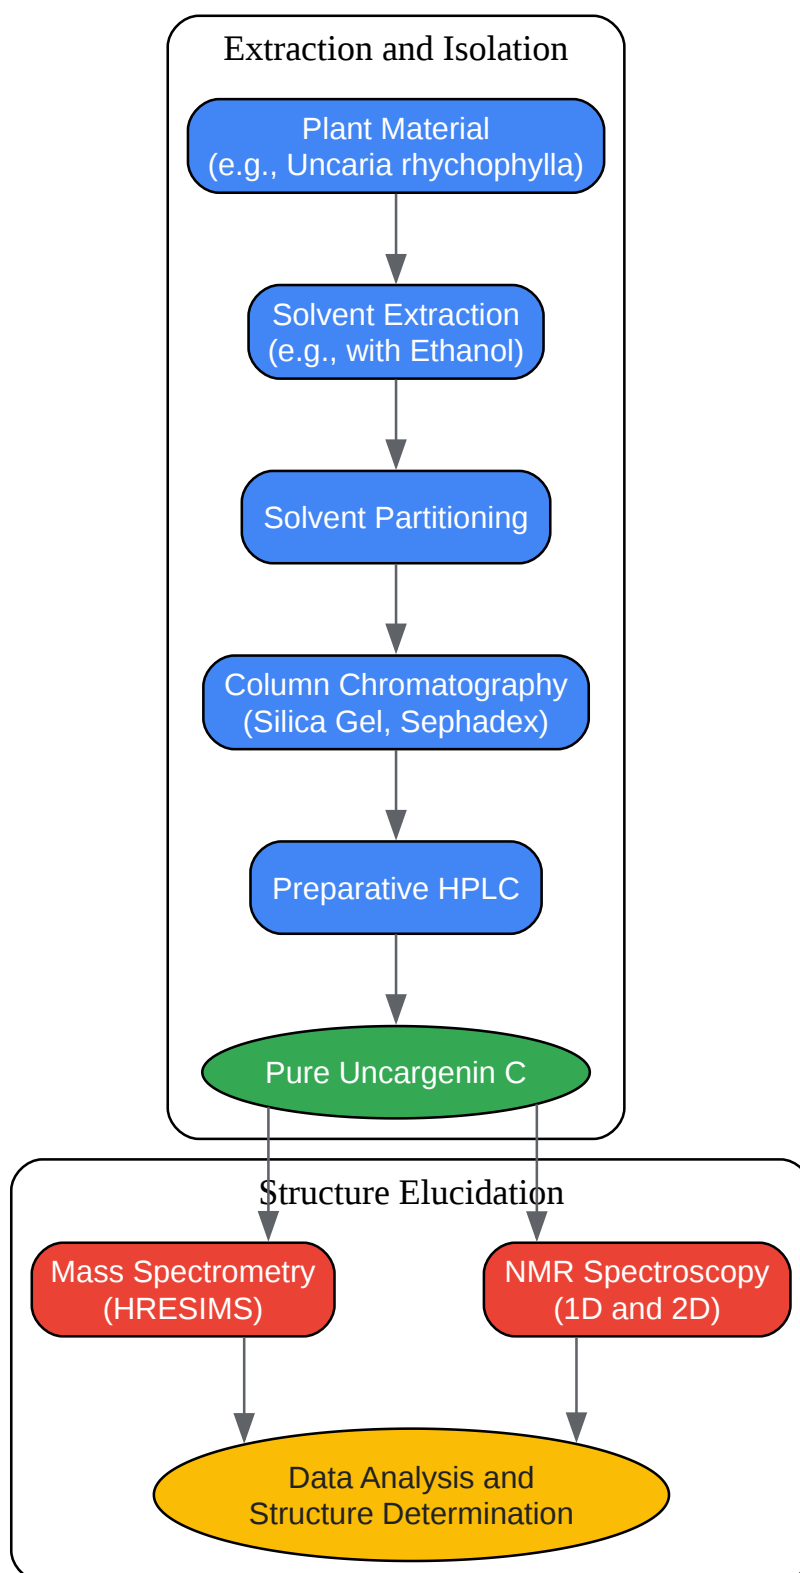 Extraction and Isolation
Plant Material
(e.g., Uncaria rhychophylla)
Solvent Extraction
(e.g., with Ethanol)
Solvent Partitioning
Column Chromatography
(Silica Gel, Sephadex)
Preparative HPLC
Pure Uncargenin C
Structure Elucidation
Mass Spectrometry
(HRESIMS)
NMR Spectroscopy
(1D and 2D)
Data Analysis and
Structure Determination